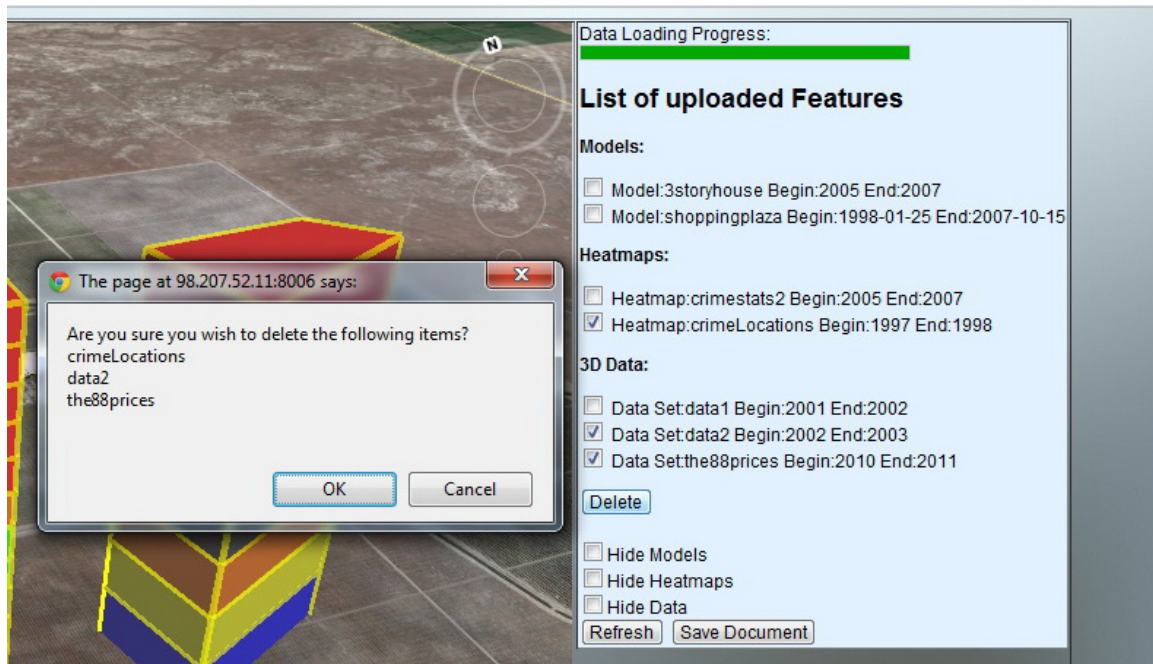 N
The page at 98.207.52.11:8006 says:
Are you sure you wish to delete the following items?
crimeLocations
data2
the88prices
OK
Cancel
Data Loading Progress:
List of uploaded Features
Models:
Model:3storyhouse Begin:2005 End:2007
Model:shoppingplaza Begin:1998-01-25 End:2007-10-15
Heatmaps:
Heatmap:crimestats2 Begin:2005 End:2007
Heatmap:crimeLocations Begin:1997 End:1998
3D Data:
Data Set:data1 Begin:2001 End:2002
Data Set:data2 Begin:2002 End:2003
Data Set:the88prices Begin:2010 End:2011
Delete
Hide Models
Hide Heatmaps
Hide Data
Refresh Save Document